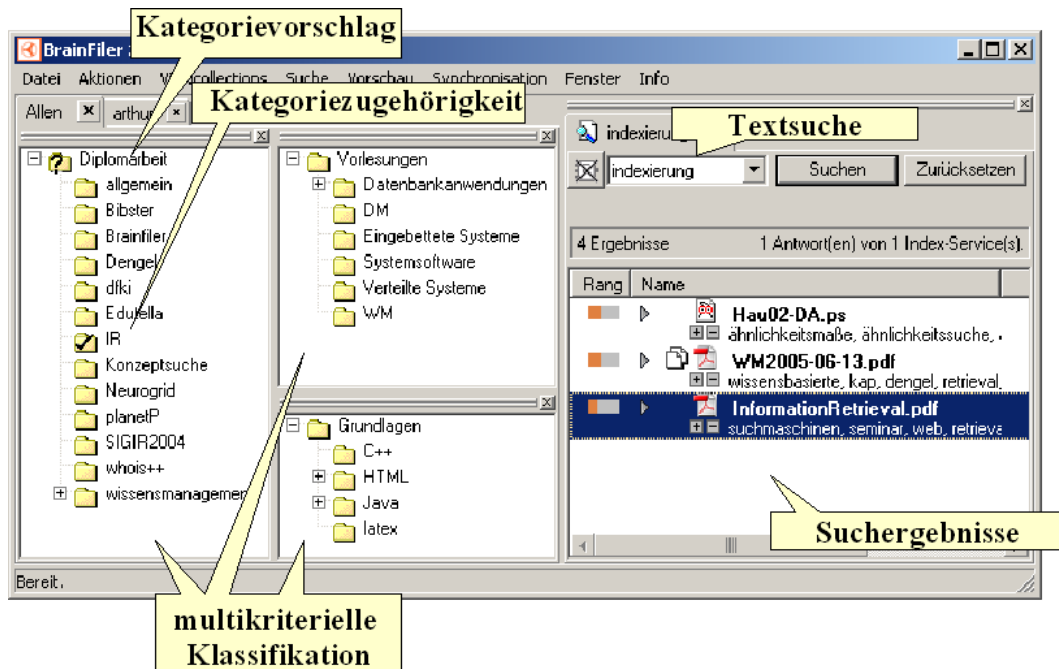 Kategorievorschlag
BrainFiler
Datei Aktionen Suche Vorschau Synchronisation Fenster Info
Kategoriezugehörigkeit
Allen arthur
Textsuche
Diplomarbeit
allgemein
Bibster
Brainfiler
Dengel
dfki
Edutella
IR
Konzeptsuche
Neurogrid
planetP
SIGIR2004
whois++
wissensmanagemen
Vorlesungen
Datenbankanwendungen
DM
Eingebettete Systeme
Systemsoftware
Verteilte Systeme
WM
Grundlagen
C++
HTML
Java
latex
indexierung
indexierung Suchen Zurücksetzen
4 Ergebnisse 1 Antwort(en) von 1 Index-Service(s).
Rang Name
Hau02-DA.ps
ähnlichkeitsmaße, ähnlichkeitssuche,
WM2005-06-13.pdf
wissensbasierte, kap, dengel, retrieval,
InformationRetrieval.pdf
suchmaschinen, seminar, web, retrieva
Suchergebnisse
Bereit.
multikriterielle
Klassifikation